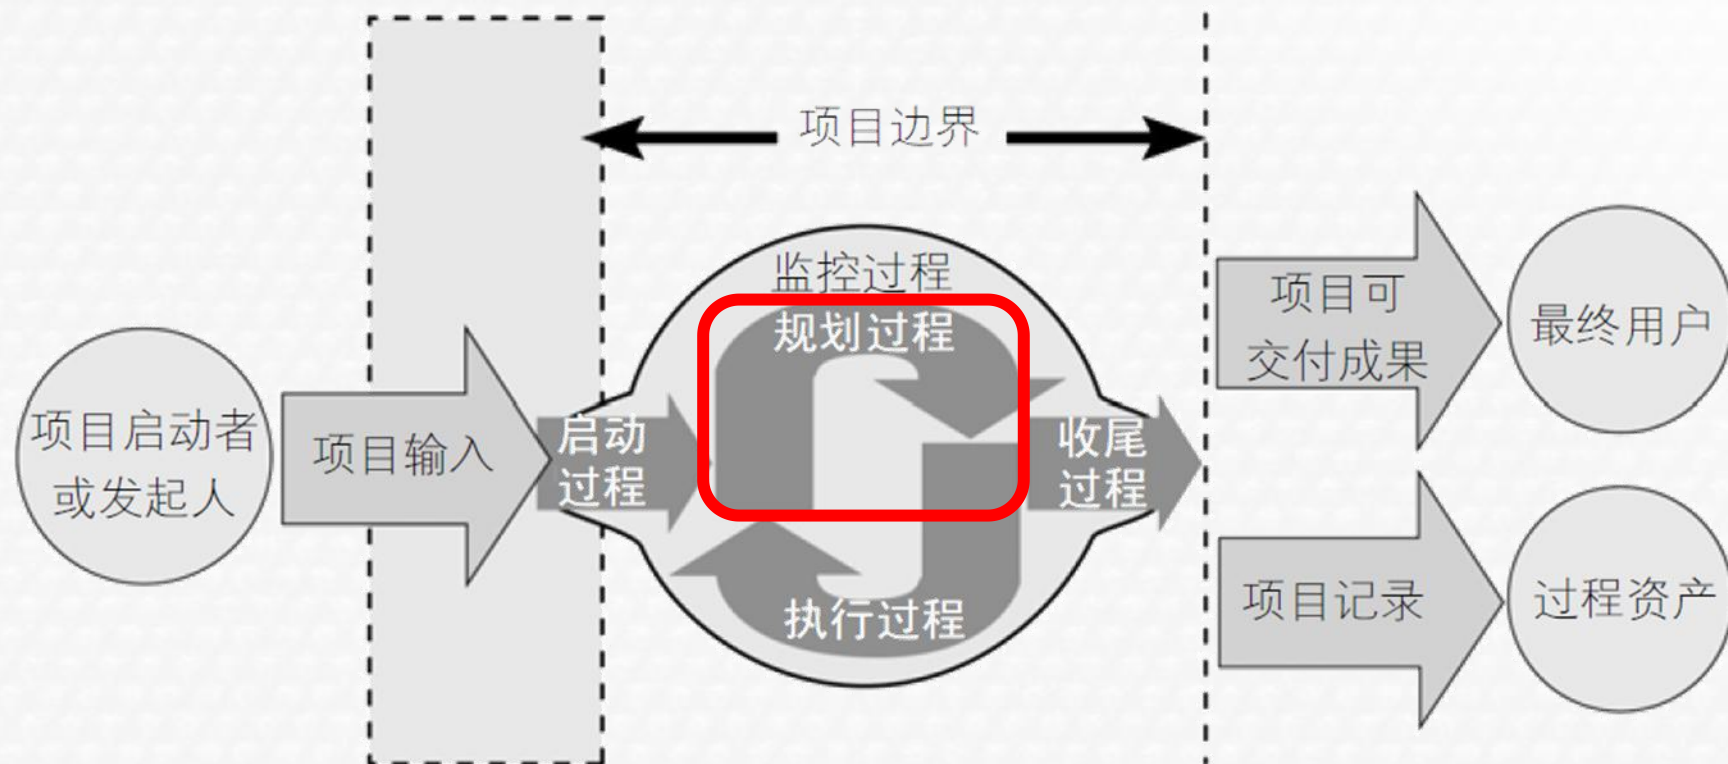 项目边界
监控过程
规划过程
项目启动者
或发起人
项目输入
启动
过程
收尾
过程
执行过程
项目可
交付成果
最终用户
项目记录
过程资产